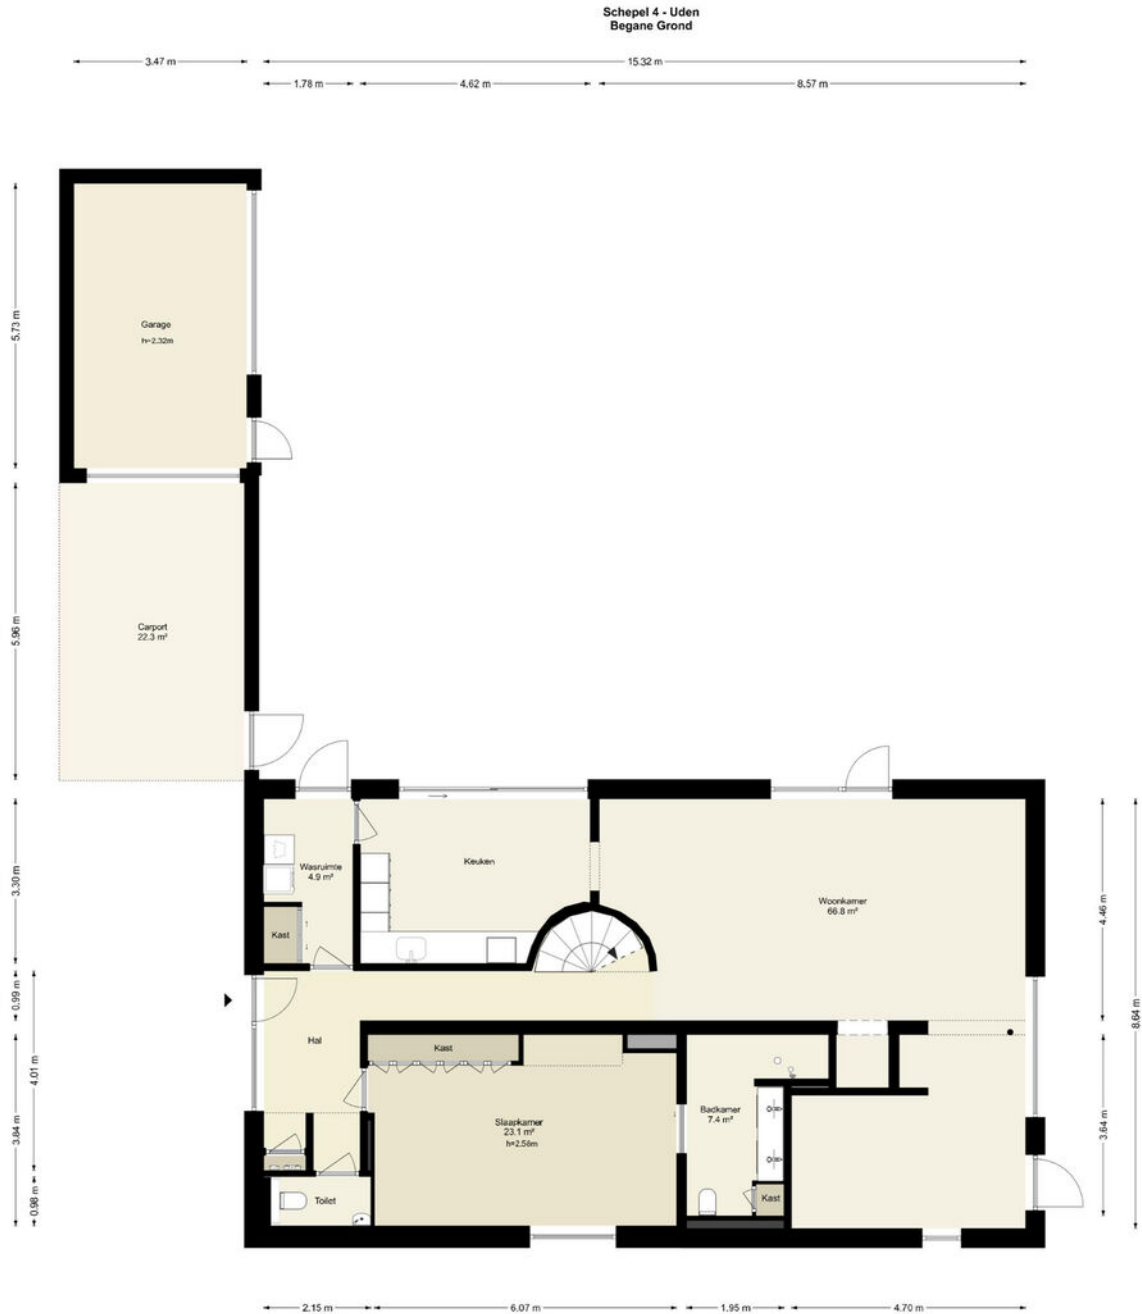 Schepel 4 - Uden
Begane Grond
3.47 m
15.32 m
1.78 m
4.62 m
8.57 m
5.73 m
Garage
h=2.32m
5.96 m
Carport
22.3 m²
3.30 m
Wasruimte
4.9 m²
Keuken
Woonkamer
66.8 m²
4.46 m
Kast
0.99 m
8.64 m
Hal
Kast
4.01 m
3.84 m
Slaapkamer
23.1 m²
h=2.56m
Badkamer
7.4 m²
3.64 m
0.98 m
Toilet
Kast
2.15 m
6.07 m
1.95 m
4.70 m